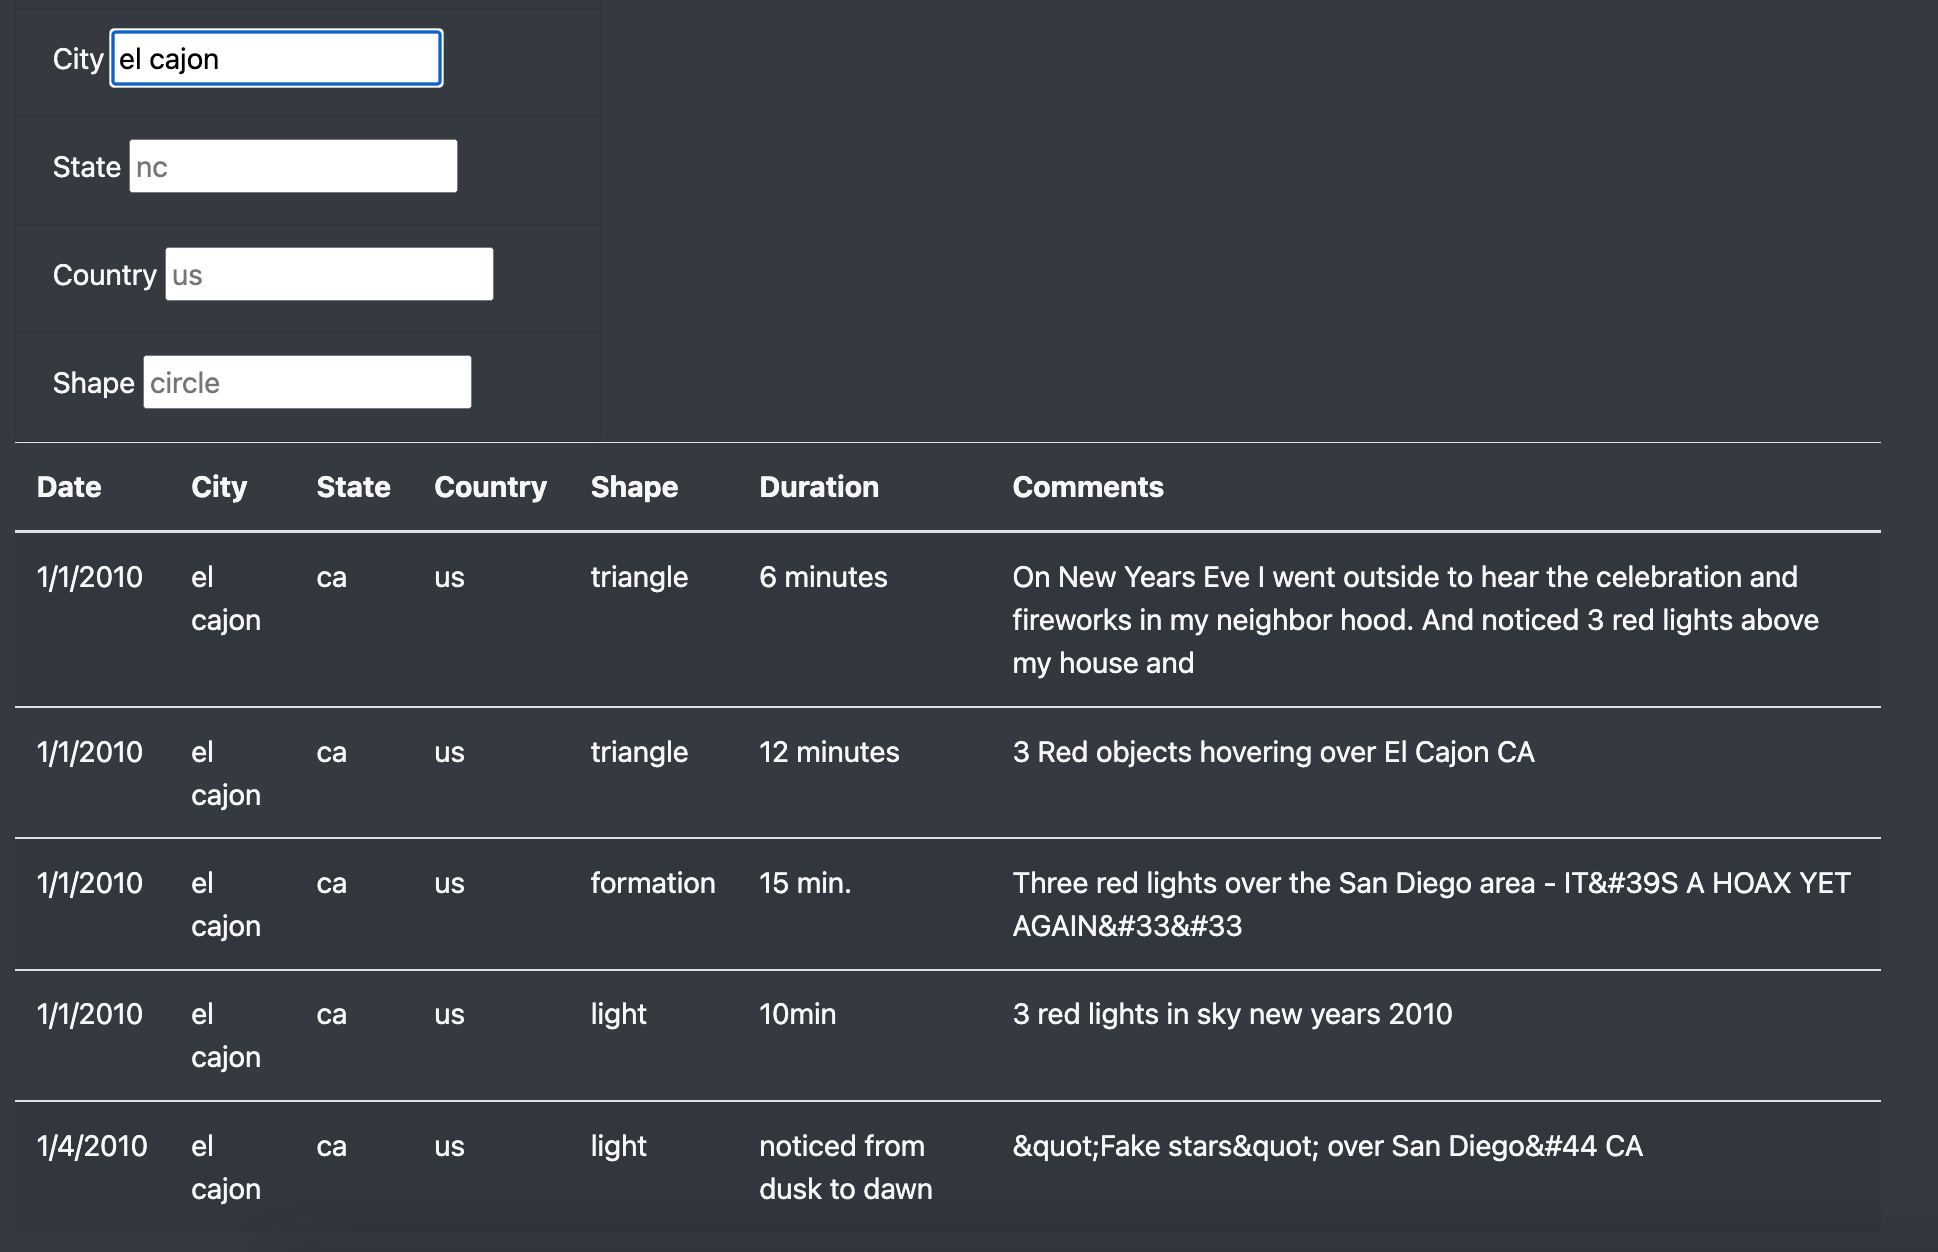 City el cajon
State nc
Country us
Shape circle
Date City State Country Shape Duration Comments
1/1/2010 el ca us triangle 6 minutes On New Years Eve I went outside to hear the celebration and
cajon fireworks in my neighbor hood. And noticed 3 red lights above
my house and
1/1/2010 el ca us triangle 12 minutes 3 Red objects hovering over El Cajon CA
cajon
1/1/2010 el ca us formation 15 min. Three red lights over the San Diego area - IT&#39S A HOAX YET
cajon AGAIN&#33&#33
1/1/2010 el ca us light 10min 3 red lights in sky new years 2010
cajon
1/4/2010 el ca us light noticed from &quot;Fake stars&quot; over San Diego&#44 CA
cajon dusk to dawn